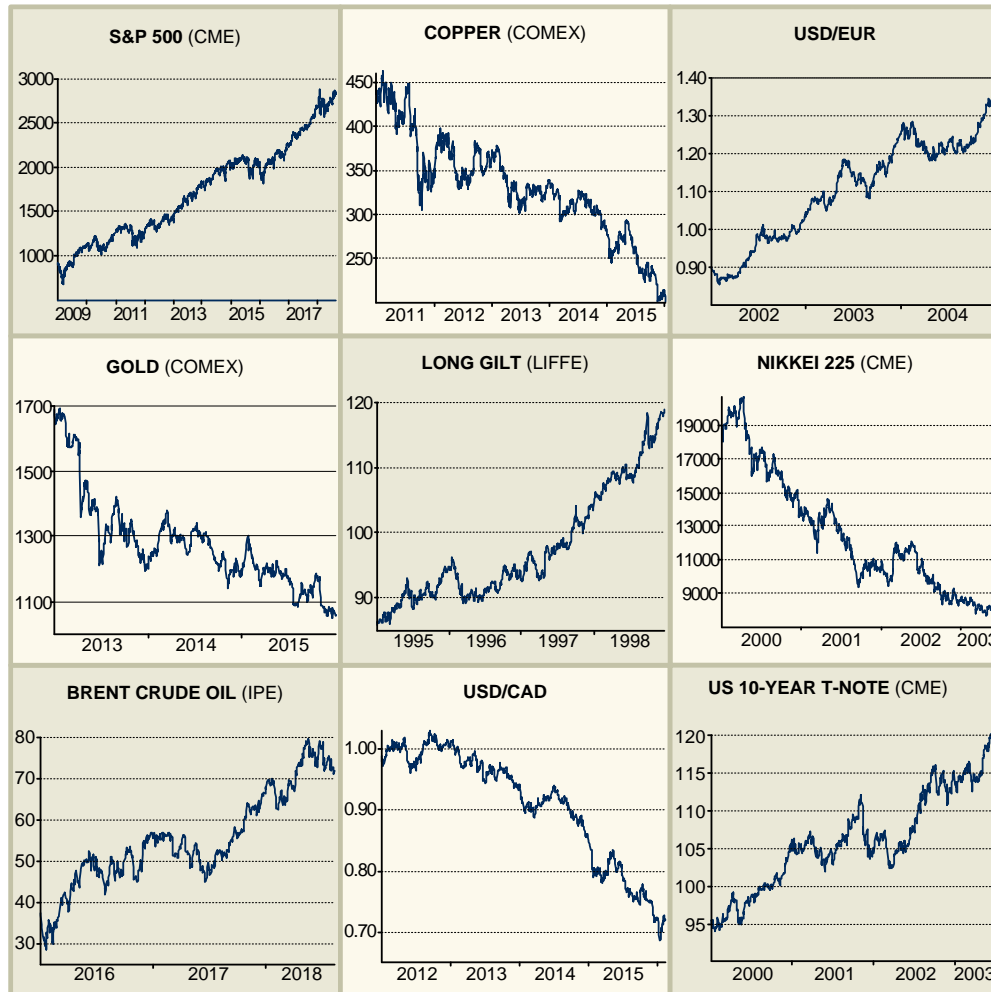 S&P 500 (CME)
3000
2500
2000
1500
1000
2009 2011 2013 2015 2017
COPPER (COMEX)
450
400
350
300
250
2011 2012 2013 2014 2015
USD/EUR
1.40
1.30
1.20
1.10
1.00
0.90
2002 2003 2004
GOLD (COMEX)
1700
1500
1300
1100
2013 2014 2015
LONG GILT (LIFFE)
120
110
100
90
1995 1996 1997 1998
NIKKEI 225 (CME)
19000
17000
15000
13000
11000
9000
2000 2001 2002 2003
BRENT CRUDE OIL (IPE)
80
70
60
50
40
30
2016 2017 2018
USD/CAD
1.00
0.90
0.80
0.70
2012 2013 2014 2015
US 10-YEAR T-NOTE (CME)
120
115
110
105
100
95
2000 2001 2002 2003